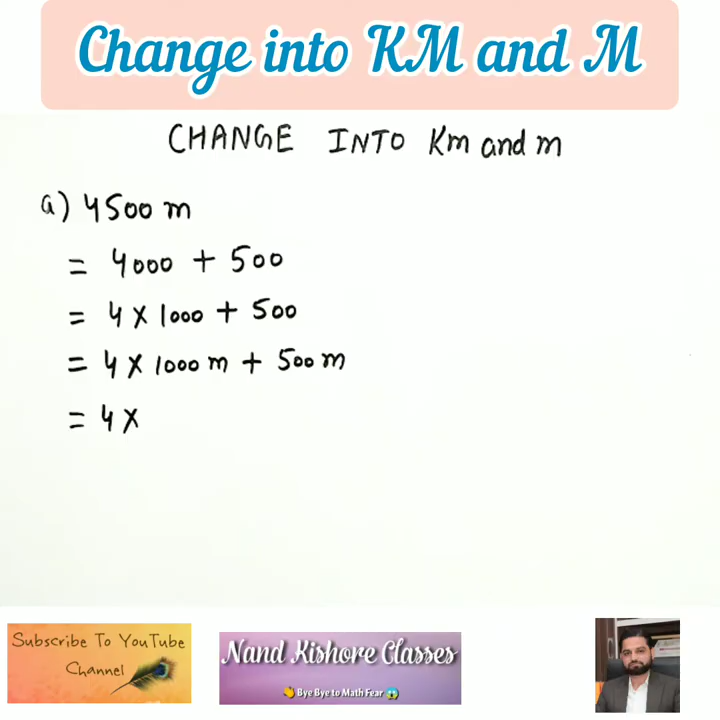 Change into KM and M
CHANGE INTO Km and m
a) 4500 m
= 4000 + 500
= 4 × 1000 + 500
= 4 × 1000 m + 500 m
= 4 ×
Subscribe To YouTube
Channel
Nand Kishore Classes
👈 Bye Bye to Math Fear 😱